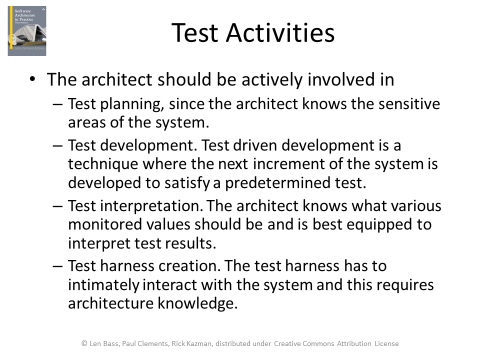 Software
Architecture
in Practice
Test Activities
• The architect should be actively involved in
– Test planning, since the architect knows the sensitive
areas of the system.
– Test development. Test driven development is a
technique where the next increment of the system is
developed to satisfy a predetermined test.
– Test interpretation. The architect knows what various
monitored values should be and is best equipped to
interpret test results.
– Test harness creation. The test harness has to
intimately interact with the system and this requires
architecture knowledge.
© Len Bass, Paul Clements, Rick Kazman, distributed under Creative Commons Attribution License